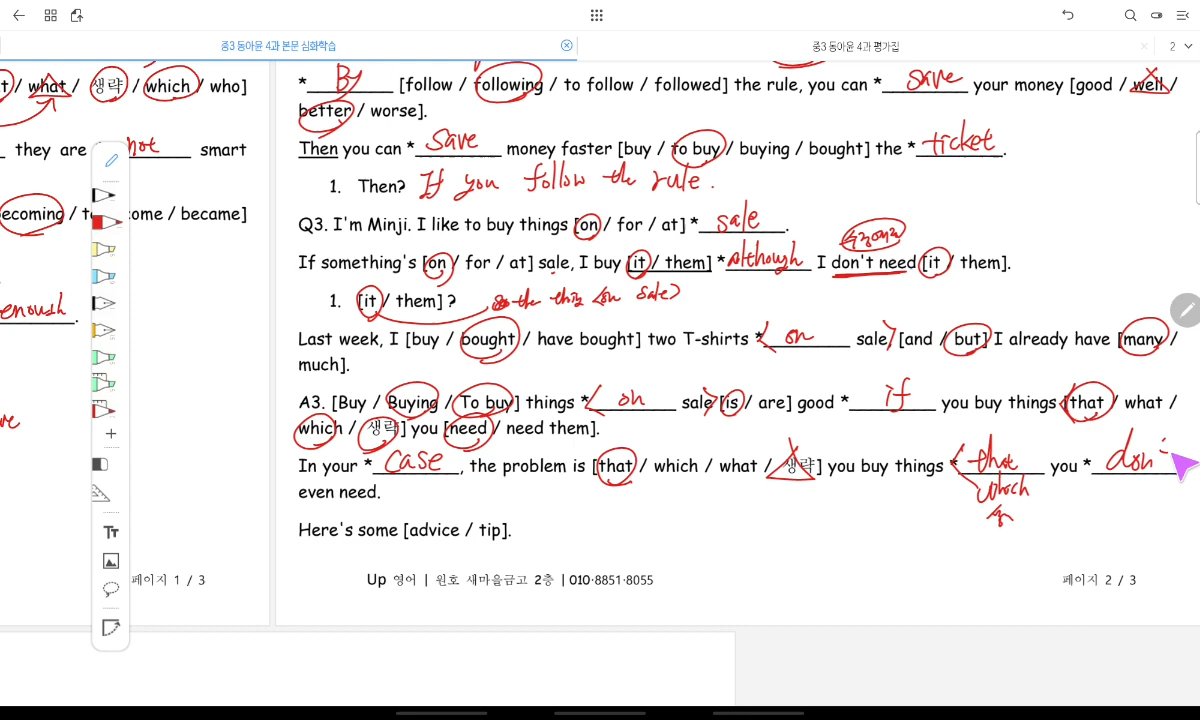 중3 동아윤 4과 본문 심화학습
중3 동아윤 4과 평가집
2
t / what / 생략 / which / who]
they are not smart
ecoming / to become / became]
enough.
* By [follow / following / to follow / followed] the rule, you can * save your money [good / well /
better / worse].
Then you can * save money faster [buy / to buy / buying / bought] the * ticket.
1. Then? If you follow the rule.
Q3. I'm Minji. I like to buy things [on / for / at] * sale.
If something's [on / for / at] sale, I buy [it / them] * although I don't need [it / them].
1. [it / them]? the thing (on sale)
Last week, I [buy / bought / have bought] two T-shirts * on sale, [and / but] I already have [many /
much].
A3. [Buy / Buying / To buy] things * on sale [is / are] good * if you buy things [that / what /
which / 생략] you [need / need them].
In your * case, the problem is [that / which / what / 생략] you buy things * that you * don'
which
even need.
Here's some [advice / tip].
페이지 1 / 3
Up 영어 | 원호 새마을금고 2층 | 010·8851·8055
페이지 2 / 3